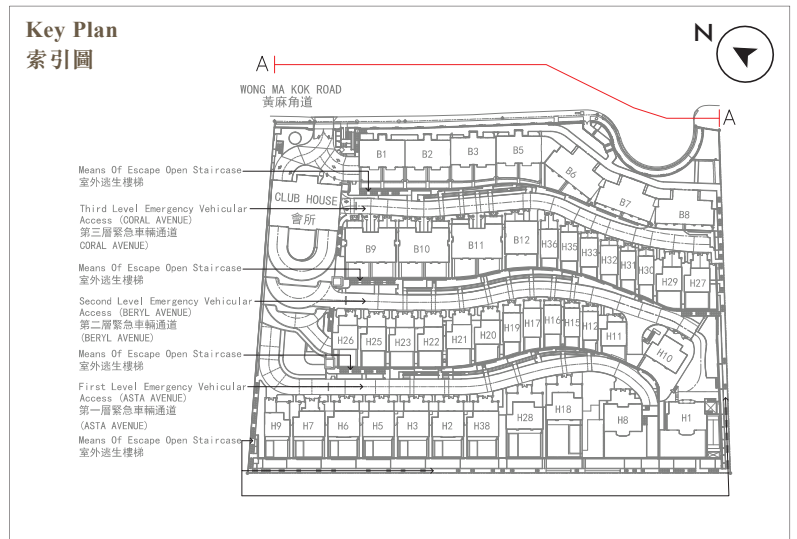 Key Plan
索引圖
N
A
A
WONG MA KOK ROAD
黃麻角道
B1
B2
B3
B5
B6
B7
B8
Means Of Escape Open Staircase
室外逃生樓梯
CLUB HOUSE
會所
Third Level Emergency Vehicular
Access (CORAL AVENUE)
第三層緊急車輛通道
CORAL AVENUE)
B9
B10
B11
B12
H36
H35
H33
H32
H31
H30
H29
H27
Means Of Escape Open Staircase
室外逃生樓梯
Second Level Emergency Vehicular
Access (BERYL AVENUE)
第二層緊急車輛通道
(BERYL AVENUE)
H26
H25
H23
H22
H21
H20
H19
H17
H16
H15
H12
H11
H10
Means Of Escape Open Staircase
室外逃生樓梯
First Level Emergency Vehicular
Access (ASTA AVENUE)
第一層緊急車輛通道
(ASTA AVENUE)
H9
H7
H6
H5
H3
H2
H38
H28
H18
H8
H1
Means Of Escape Open Staircase
室外逃生樓梯